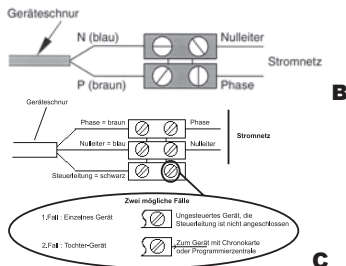 Geräteschnur
N (blau)
Nulleiter
Stromnetz
P (braun)
Phase
B
Geräteschnur
Phase = braun
Phase
Nulleiter = blau
Nulleiter
Stromnetz
Steuerleitung = schwarz
Zwei mögliche Fälle
1.Fall : Einzelnes Gerät
Ungesteuertes Gerät, die
Steuerleitung ist nicht angeschlossen
2.Fall : Tochter-Gerät
Zum Gerät mit Chronokarte
oder Programmierzentrale
C